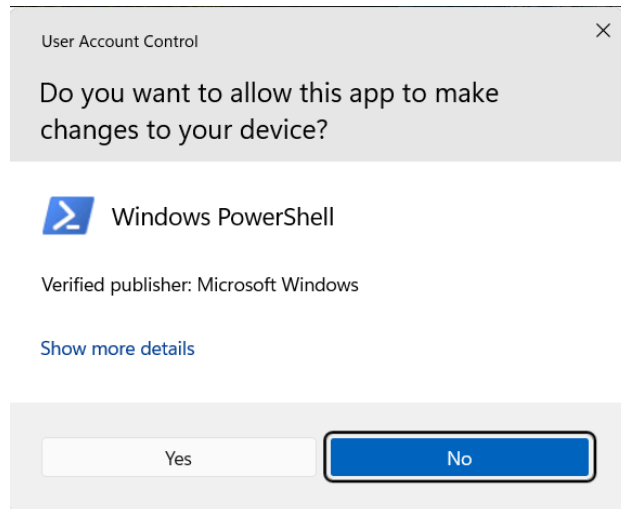 User Account Control
Do you want to allow this app to make
changes to your device?
Windows PowerShell
Verified publisher: Microsoft Windows
Show more details
Yes
No